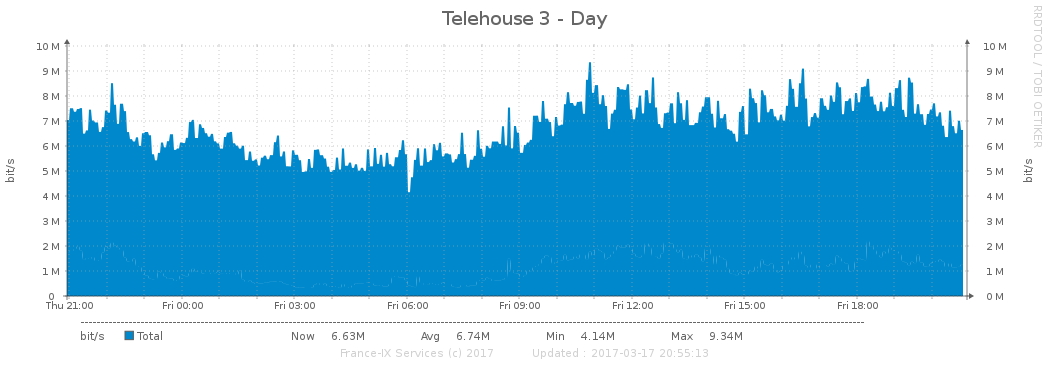 Telehouse 3 - Day
RRDTOOL / TOBI OETIKER
10 M 10 M
9 M 9 M
8 M 8 M
7 M 7 M
6 M 6 M
5 M 5 M
4 M 4 M
3 M 3 M
2 M 2 M
1 M 1 M
0 0 M
bit/s bit/s
Thu 21:00 Fri 00:00 Fri 03:00 Fri 06:00 Fri 09:00 Fri 12:00 Fri 15:00 Fri 18:00
bit/s Total Now 6.63M Avg 6.74M Min 4.14M Max 9.34M
France-IX Services (c) 2017 Updated : 2017-03-17 20:55:13